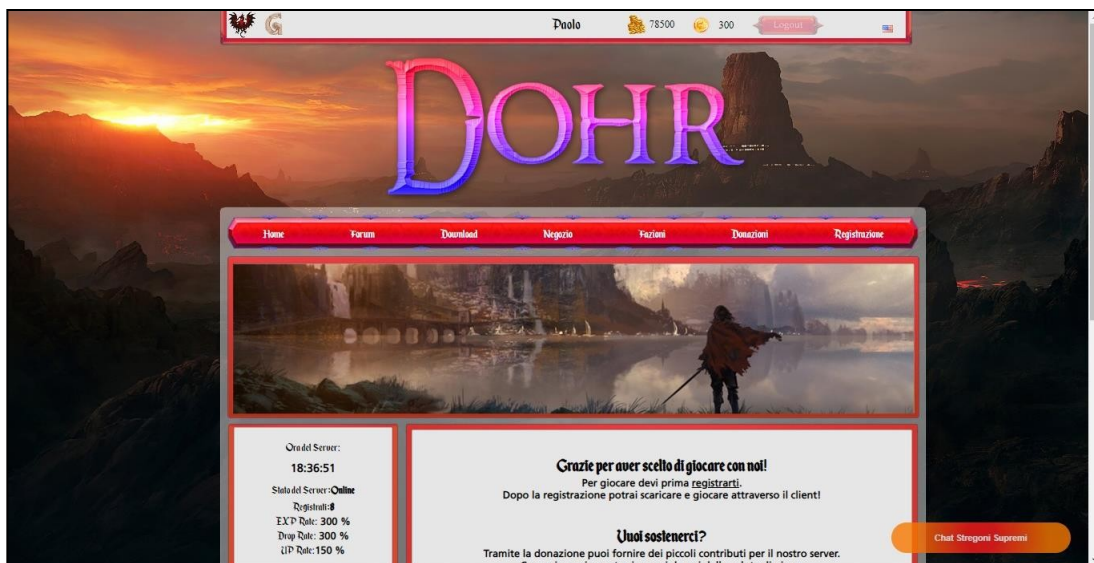 Paolo 78500 300 Logout
DOHR
Home Forum Download Negozio Fazioni Donazioni Registrazione
Ora del Server:
18:36:51
Stato del Server:Online
Registrati:8
EXP Rate: 300 %
Drop Rate: 300 %
UP Rate:150 %
Grazie per aver scelto di giocare con noi!
Per giocare devi prima registrarti.
Dopo la registrazione potrai scaricare e giocare attraverso il client!
Vuoi sostenerci?
Tramite la donazione puoi fornire dei piccoli contributi per il nostro server.
Chat Stregoni Supremi